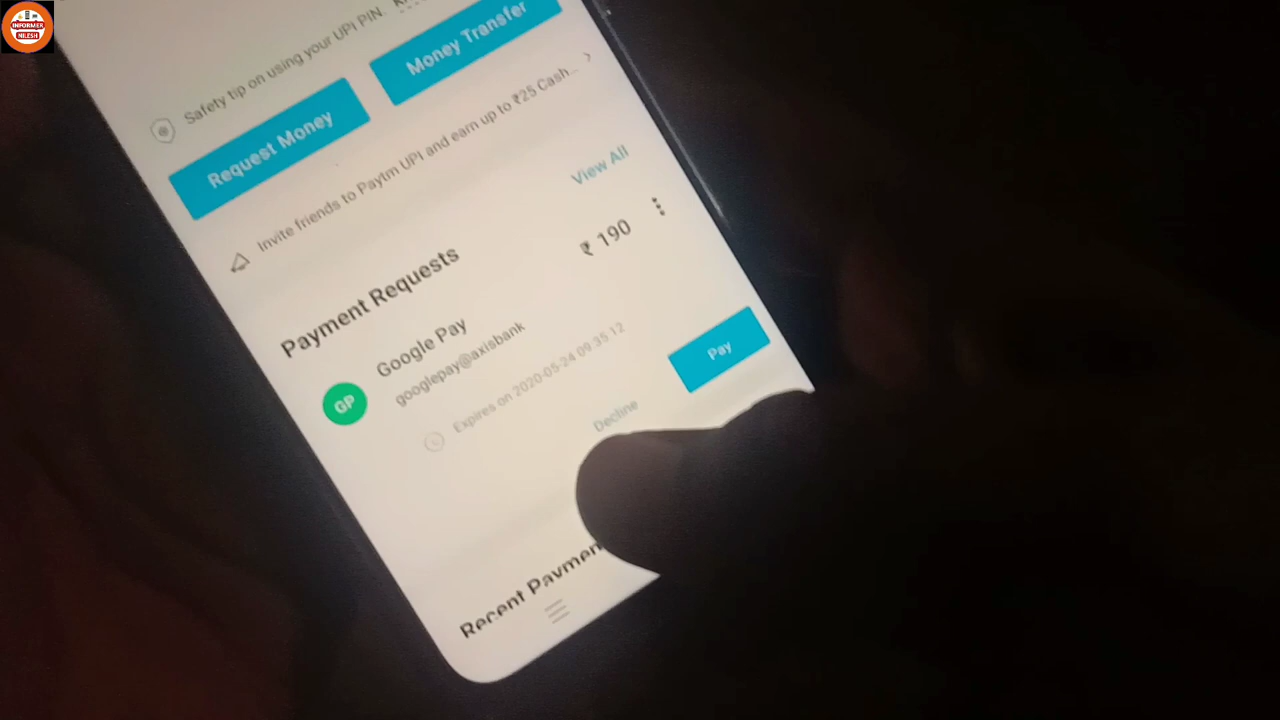 INFORMER
NILESH
Safety tip on using your UPI PIN.
Request Money
Money Transfer
Invite friends to Paytm UPI and earn up to ₹25 Cash...
View All
Payment Requests
₹ 190
GP
Google Pay
googlepay@axisbank
Expires on 2020-05-24 09:35:12
Decline
Pay
Recent